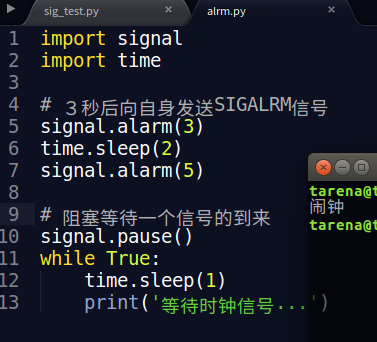 sig_test.py × alrm.py ×
1 import signal
2 import time
3
4 # 3秒后向自身发送SIGALRM信号
5 signal.alarm(3)
6 time.sleep(2)
7 signal.alarm(5)
8
9 # 阻塞等待一个信号的到来
10 signal.pause()
11 while True:
12 time.sleep(1)
13 print('等待时钟信号...')
tarena@t
闹钟
tarena@t